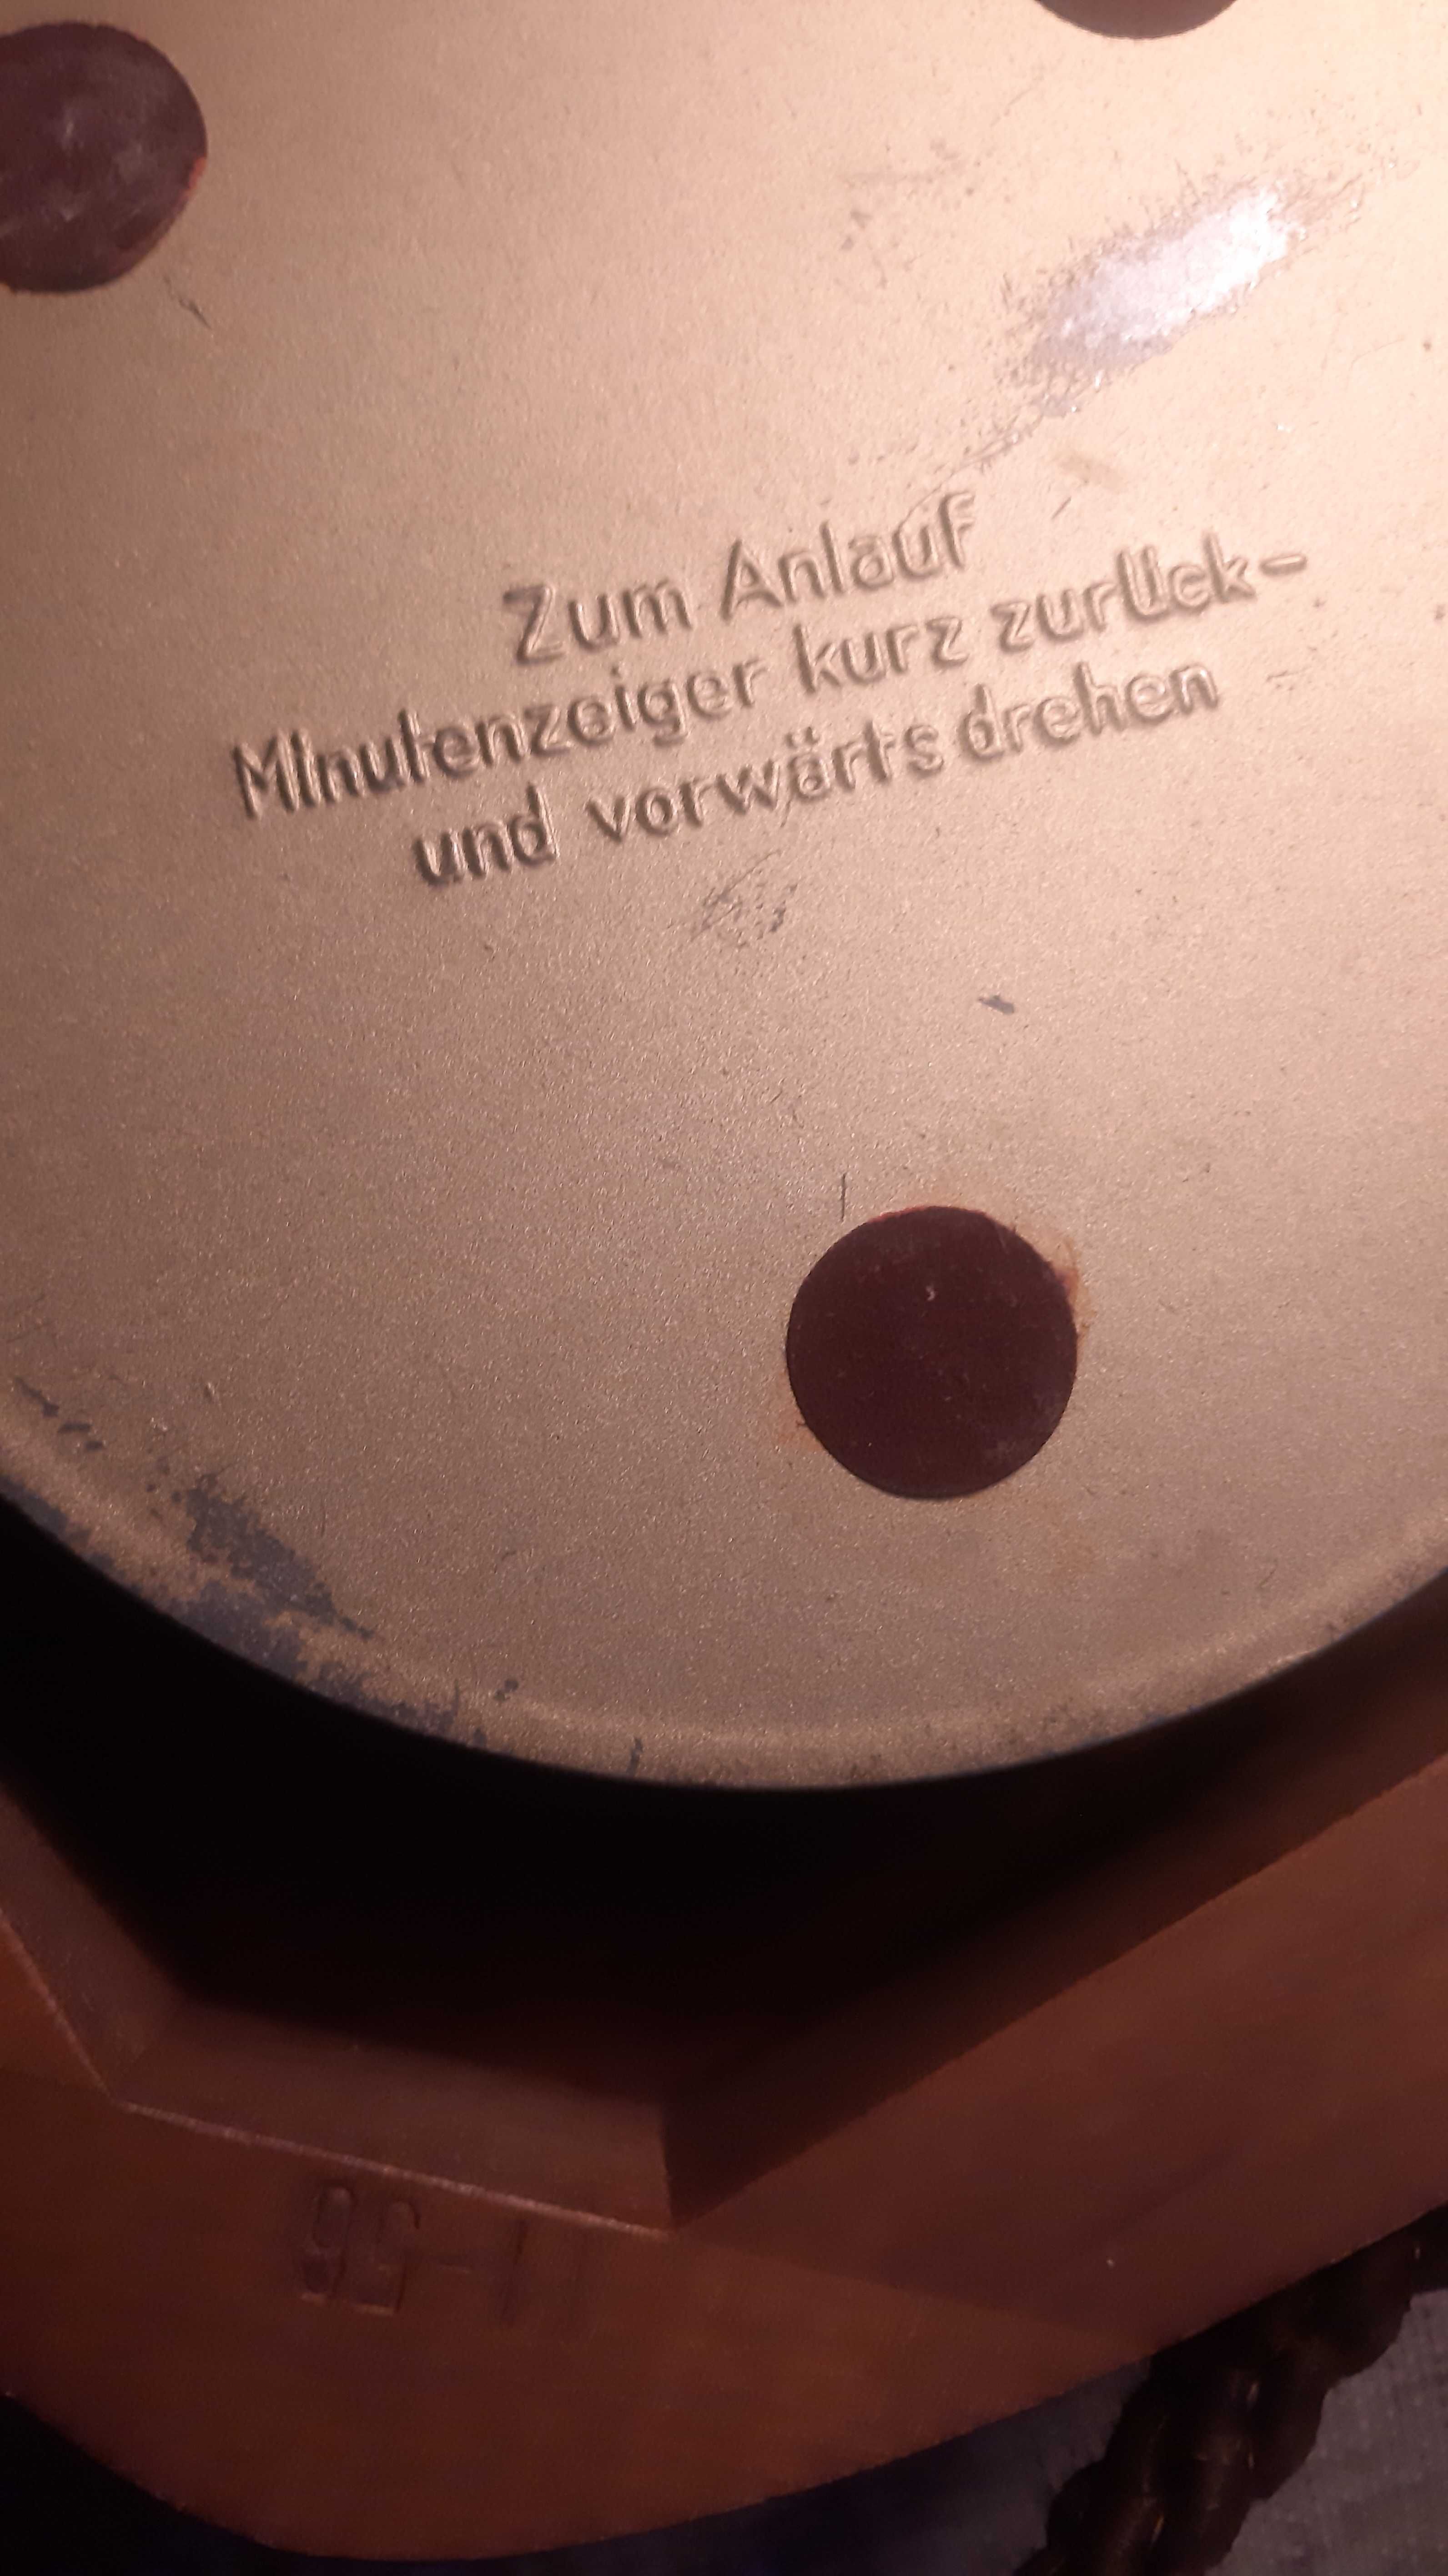 Zum Anlauf
Minutenzeiger kurz zurück-
und vorwärts drehen